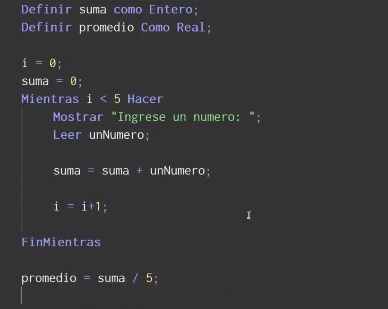 Definir suma como Entero;
Definir promedio Como Real;
i = 0;
suma = 0;
Mientras i < 5 Hacer
Mostrar "Ingrese un numero: ";
Leer unNumero;
suma = suma + unNumero;
i = i+1;
FinMientras
promedio = suma / 5;